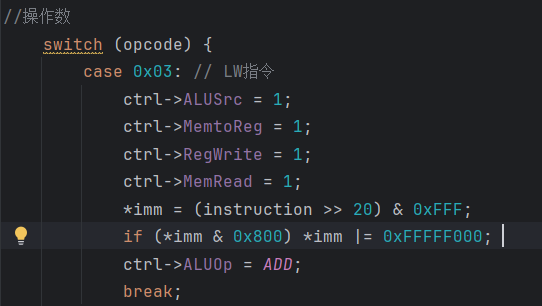 //操作数
switch (opcode) {
case 0x03: // LW指令
ctrl->ALUSrc = 1;
ctrl->MemtoReg = 1;
ctrl->RegWrite = 1;
ctrl->MemRead = 1;
*imm = (instruction >> 20) & 0xFFF;
if (*imm & 0x800) *imm |= 0xFFFFF000;
ctrl->ALUOp = ADD;
break;